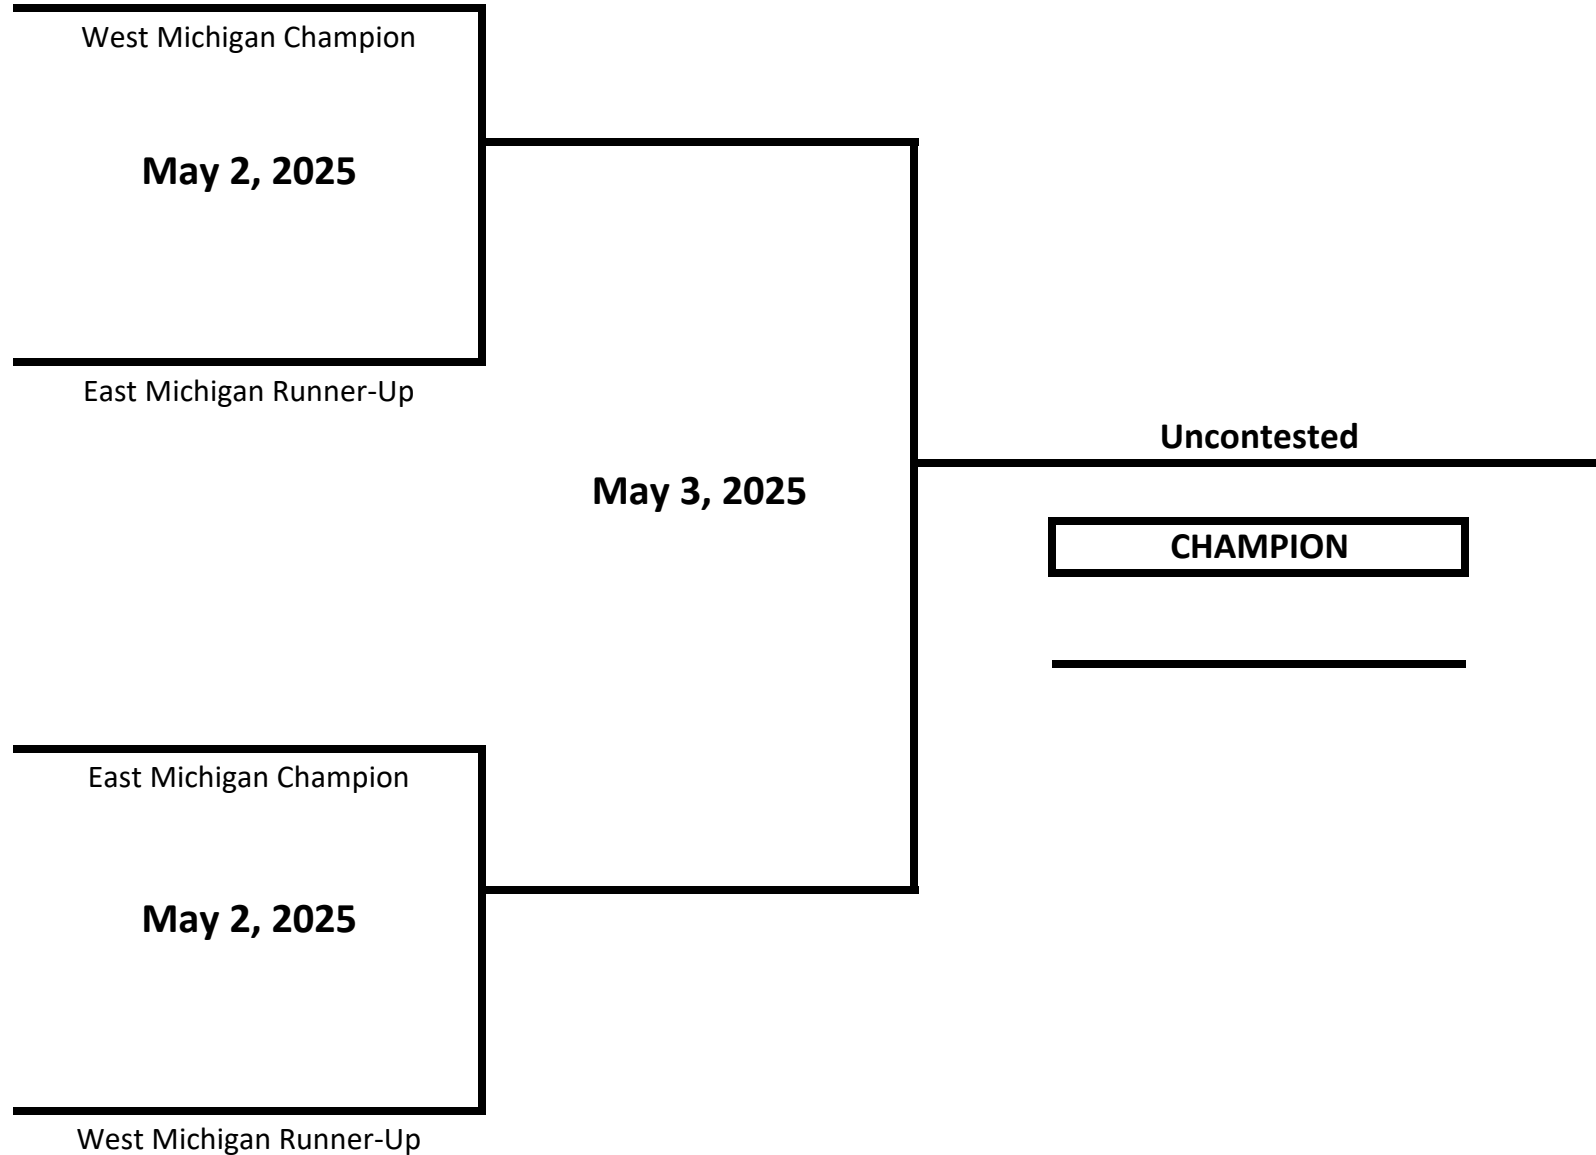 West Michigan Champion
May 2, 2025
East Michigan Runner-Up
Uncontested
May 3, 2025
CHAMPION
East Michigan Champion
May 2, 2025
West Michigan Runner-Up